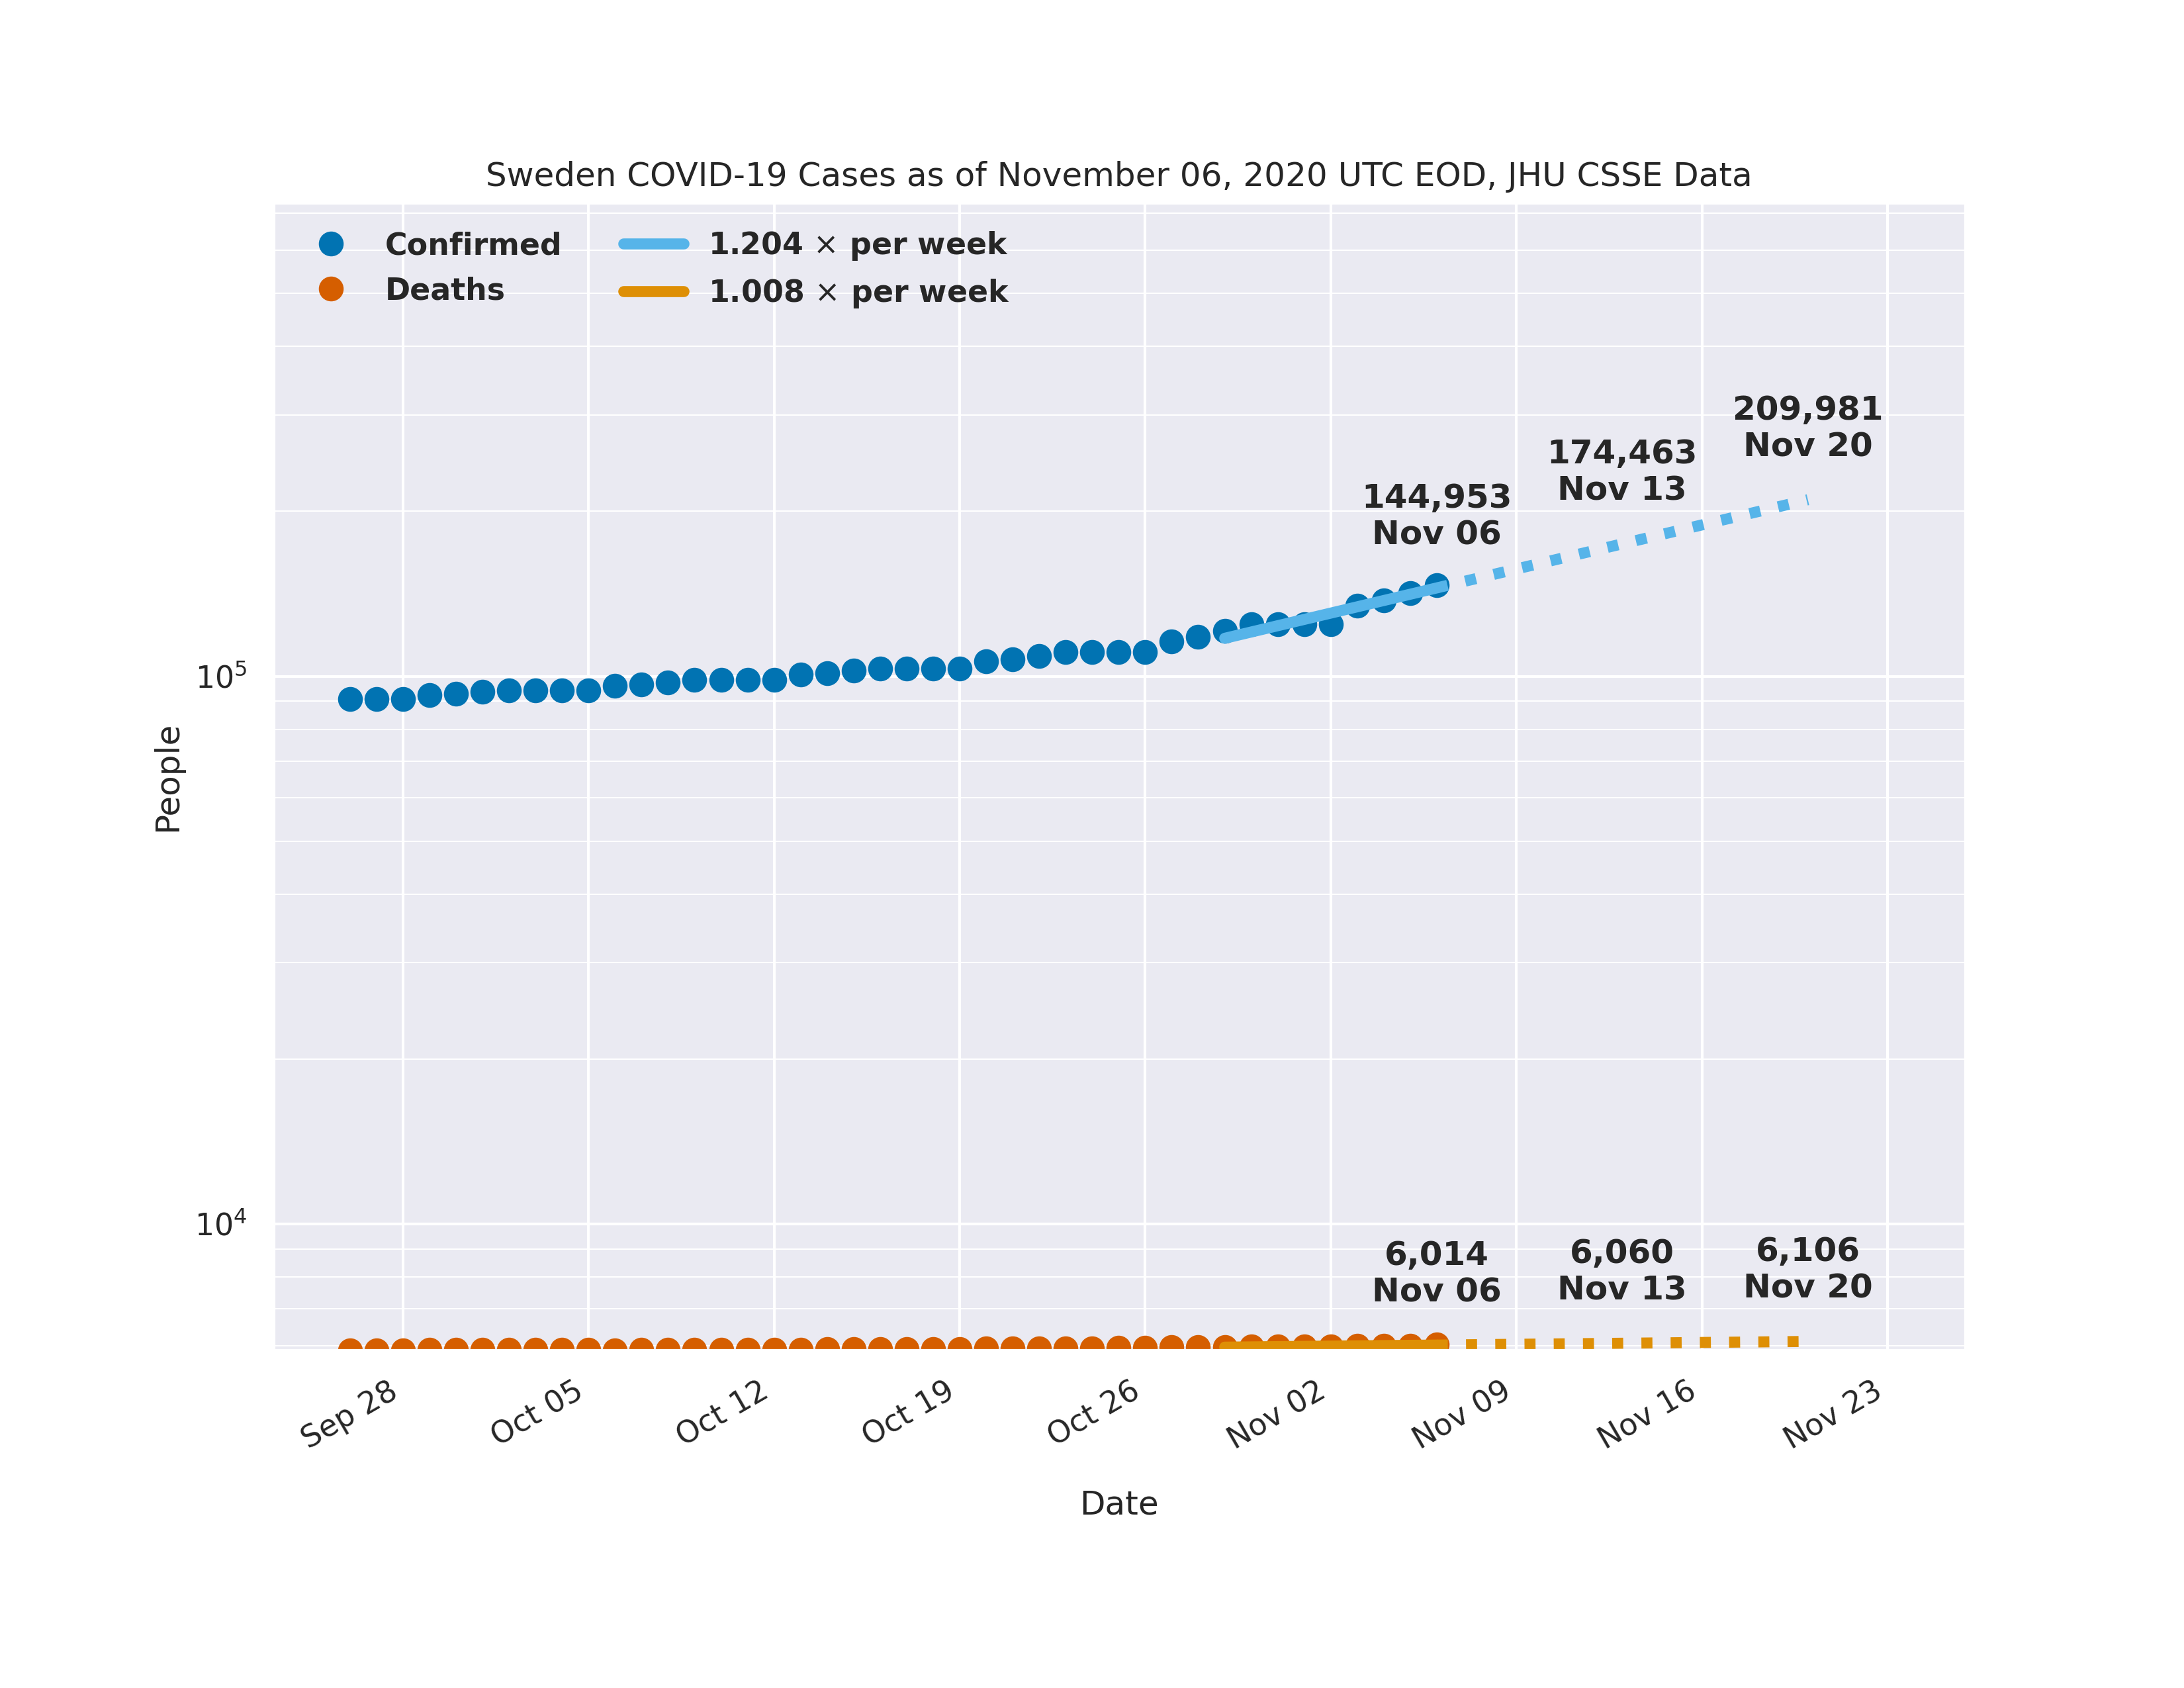 Sweden COVID-19 Cases as of November 06, 2020 UTC EOD, JHU CSSE Data
Confirmed
Deaths
1.204 × per week
1.008 × per week
209,981
Nov 20
174,463
Nov 13
144,953
Nov 06
10⁵
People
10⁴
6,014
Nov 06
6,060
Nov 13
6,106
Nov 20
Sep 28
Oct 05
Oct 12
Oct 19
Oct 26
Nov 02
Nov 09
Nov 16
Nov 23
Date